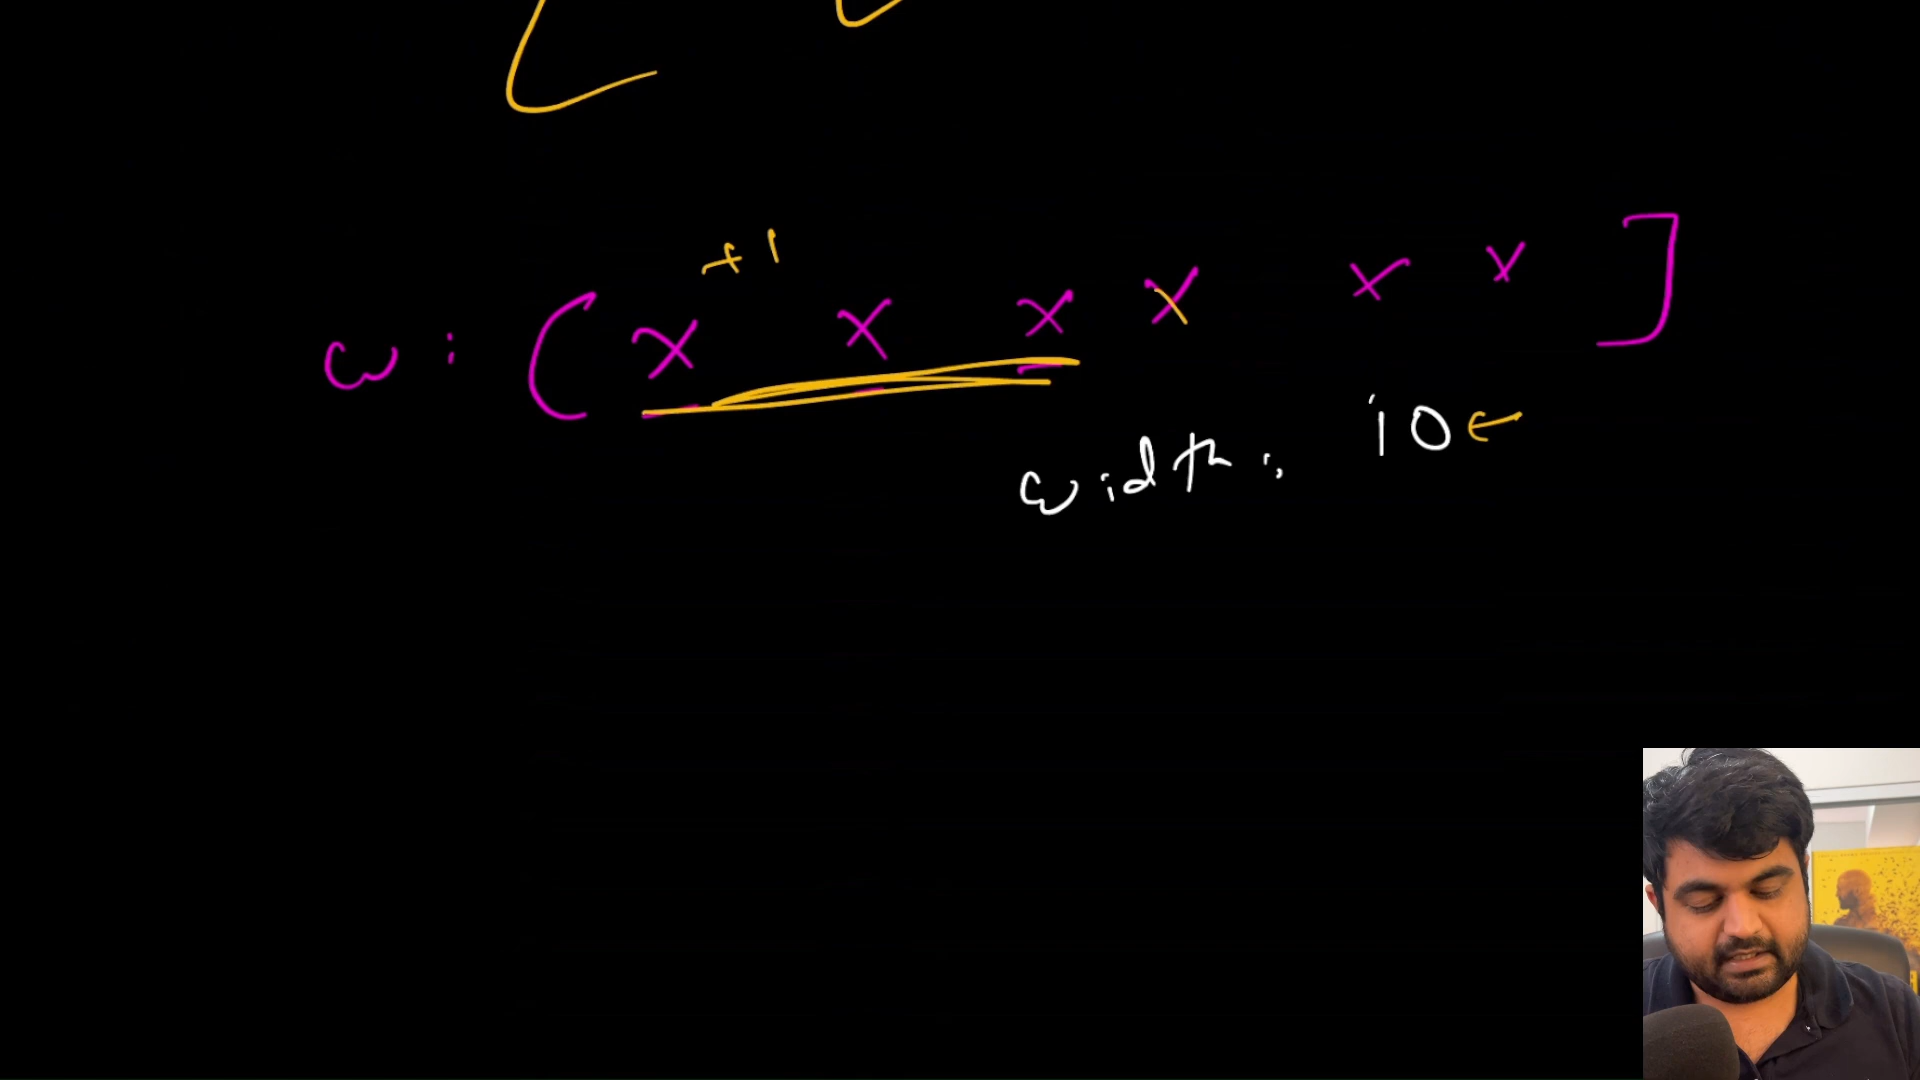 +1
w: [ x x x x x x ]
width: 10 ←